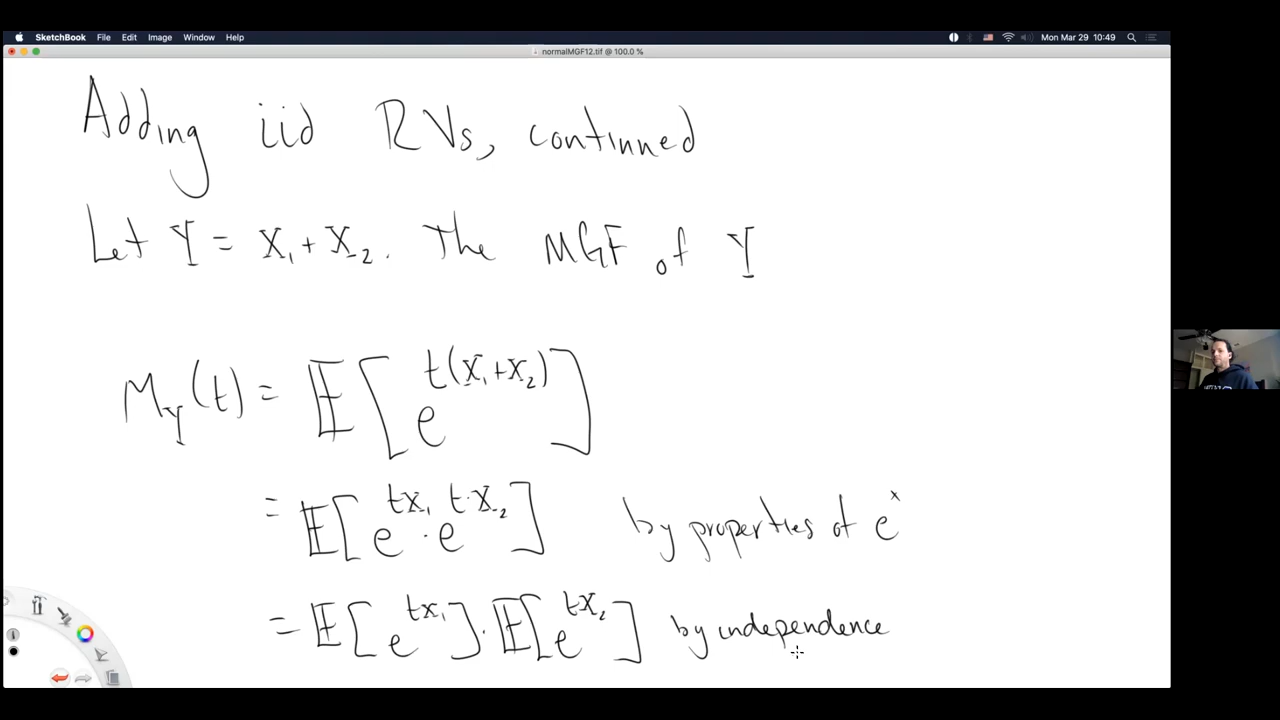 SketchBook File Edit Image Window Help Mon Mar 29 10:49
normalMGF12.tif @ 100.0 %
Adding iid RVs, continued
Let Y = X₁ + X₂. The MGF of Y
M_Y(t) = 𝔼[e^{t(X₁+X₂)}]
= 𝔼[e^{tX₁} · e^{t·X₂}] by properties of e^x
= 𝔼[e^{tX₁}] · 𝔼[e^{tX₂}] by independence